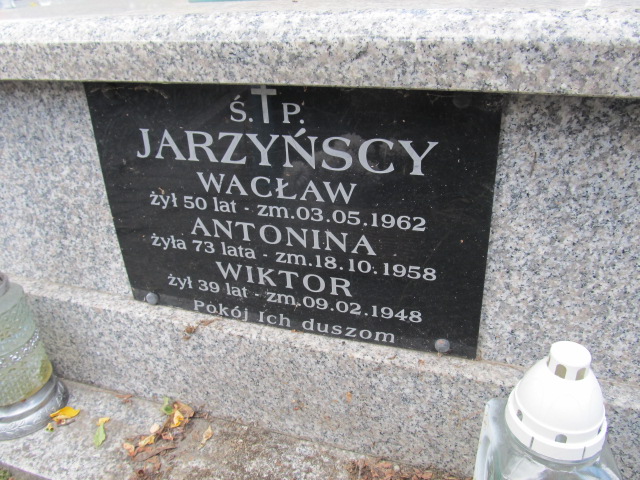 Ś. P.
JARZYŃSCY
WACŁAW
żył 50 lat - zm.03.05.1962
ANTONINA
żyła 73 lata - zm.18.10.1958
WIKTOR
żył 39 lat - zm.09.02.1948
Pokój Ich duszom